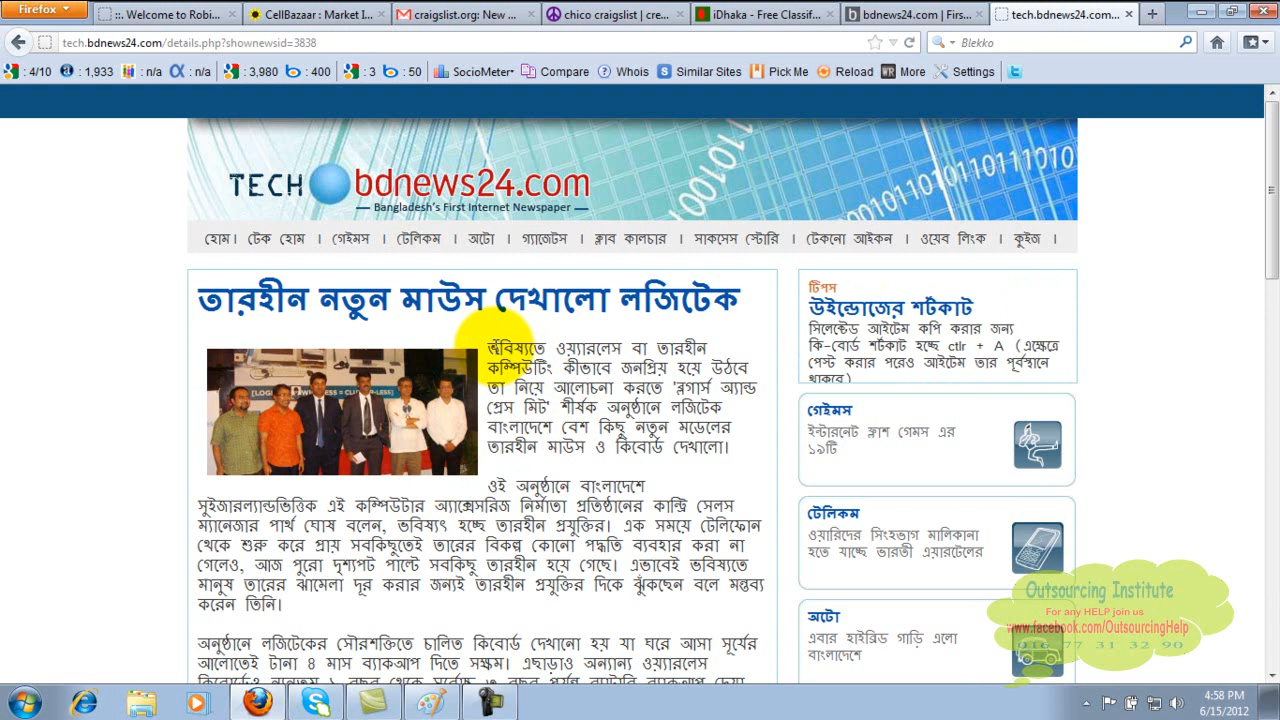 Firefox
::. Welcome to Robi...
CellBazaar : Market I...
craigslist.org: New ...
chico craigslist | cre...
iDhaka - Free Classif...
bdnews24.com | Firs...
tech.bdnews24.com...
tech.bdnews24.com/details.php?shownewsid=3838
Blekko
: 4/10
: 1,933
: n/a
: n/a
: 3,980
: 400
: 3
: 50
SocioMeter
Compare
Whois
Similar Sites
Pick Me
Reload
More
Settings
TECH bdnews24.com
Bangladesh's First Internet Newspaper
হোম। টেক হোম । গেইমস । টেলিকম । অটো । গ্যাজেটস । ক্লাব কালচার । সাকসেস স্টোরি । টেকনো আইকন । ওয়েব লিংক । কুইজ ।
তারহীন নতুন মাউস দেখালো লজিটেক
ভবিষ্যতে ওয়্যারলেস বা তারহীন
কম্পিউটিং কীভাবে জনপ্রিয় হয়ে উঠবে
তা নিয়ে আলোচনা করতে 'ব্লগার্স অ্যান্ড
প্রেস মিট' শীর্ষক অনুষ্ঠানে লজিটেক
বাংলাদেশে বেশ কিছু নতুন মডেলের
তারহীন মাউস ও কিবোর্ড দেখালো।
ওই অনুষ্ঠানে বাংলাদেশে
সুইজারল্যান্ডভিত্তিক এই কম্পিউটার অ্যাক্সেসরিজ নির্মাতা প্রতিষ্ঠানের কান্ট্রি সেলস
ম্যানেজার পার্থ ঘোষ বলেন, ভবিষ্যৎ হচ্ছে তারহীন প্রযুক্তির। এক সময়ে টেলিফোন
থেকে শুরু করে প্রায় সবকিছুতেই তারের বিকল্প কোনো পদ্ধতি ব্যবহার করা না
গেলেও, আজ পুরো দৃশ্যপট পাল্টে সবকিছু তারহীন হয়ে গেছে। এভাবেই ভবিষ্যতে
মানুষ তারের ঝামেলা দূর করার জন্যই তারহীন প্রযুক্তির দিকে ঝুঁকছেন বলে মন্তব্য
করেন তিনি।
অনুষ্ঠানে লজিটেকের সৌরশক্তিতে চালিত কিবোর্ড দেখানো হয় যা ঘরে আসা সূর্যের
আলোতেই টানা ৪ মাস ব্যাকআপ দিতে সক্ষম। এছাড়াও অন্যান্য ওয়্যারলেস
টিপস
উইন্ডোজের শর্টকাট
সিলেক্টেড আইটেম কপি করার জন্য
কি-বোর্ড শর্টকাট হচ্ছে ctlr + A (এক্ষেত্রে
পেস্ট করার পরেও আইটেম তার পূর্বস্থানে
থাকবে)
গেইমস
ইন্টারনেট ফ্লাশ গেমস এর
১৯টি
টেলিকম
ওয়ারিদের সিংহভাগ মালিকানা
হতে যাচ্ছে ভারতী এয়ারটেলের
অটো
এবার হাইব্রিড গাড়ি এলো
বাংলাদেশে
Outsourcing Institute
For any HELP join us
www.facebook.com/OutsourcingHelp
016 77 31 32 90
4:58 PM
6/15/2012